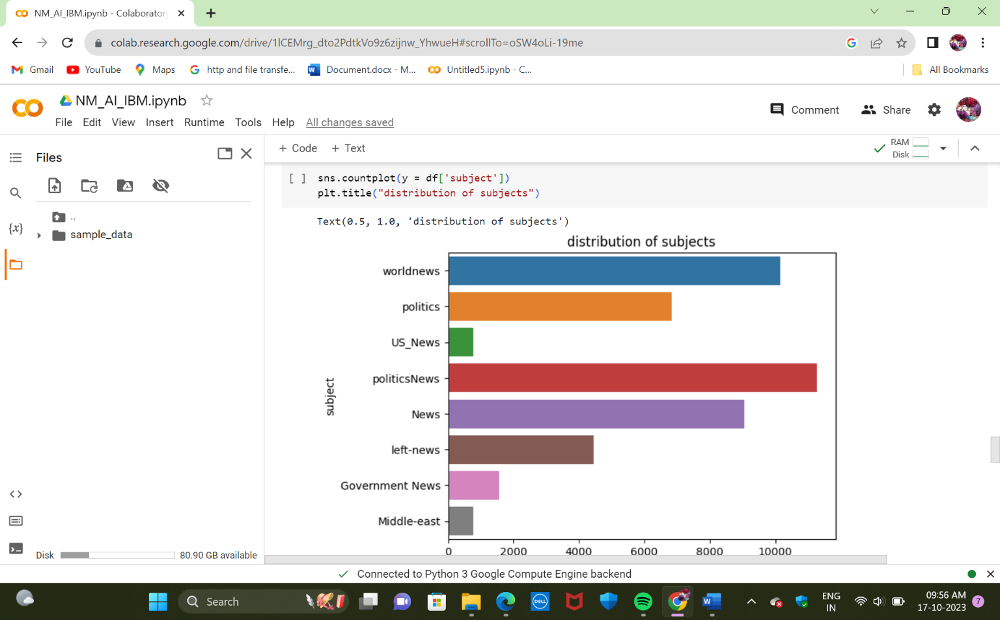 NM_AI_IBM.ipynb - Colaboratory
colab.research.google.com/drive/1lCEMrg_dto2PdtkVo9z6zijnw_YhwueH#scrollTo=oSW4oLi-19me
Gmail YouTube Maps http and file transfe... Document.docx - M... Untitled5.ipynb - C... All Bookmarks
NM_AI_IBM.ipynb
Comment Share
File Edit View Insert Runtime Tools Help All changes saved
Files
+ Code + Text
RAM
Disk
..
sample_data
{x}
[ ] sns.countplot(y = df['subject'])
plt.title("distribution of subjects")
Text(0.5, 1.0, 'distribution of subjects')
distribution of subjects
worldnews
politics
US_News
politicsNews
News
left-news
Government News
Middle-east
subject
0 2000 4000 6000 8000 10000
Disk 80.90 GB available
Connected to Python 3 Google Compute Engine backend
Search
DELL
ENG
IN
09:56 AM
17-10-2023
7